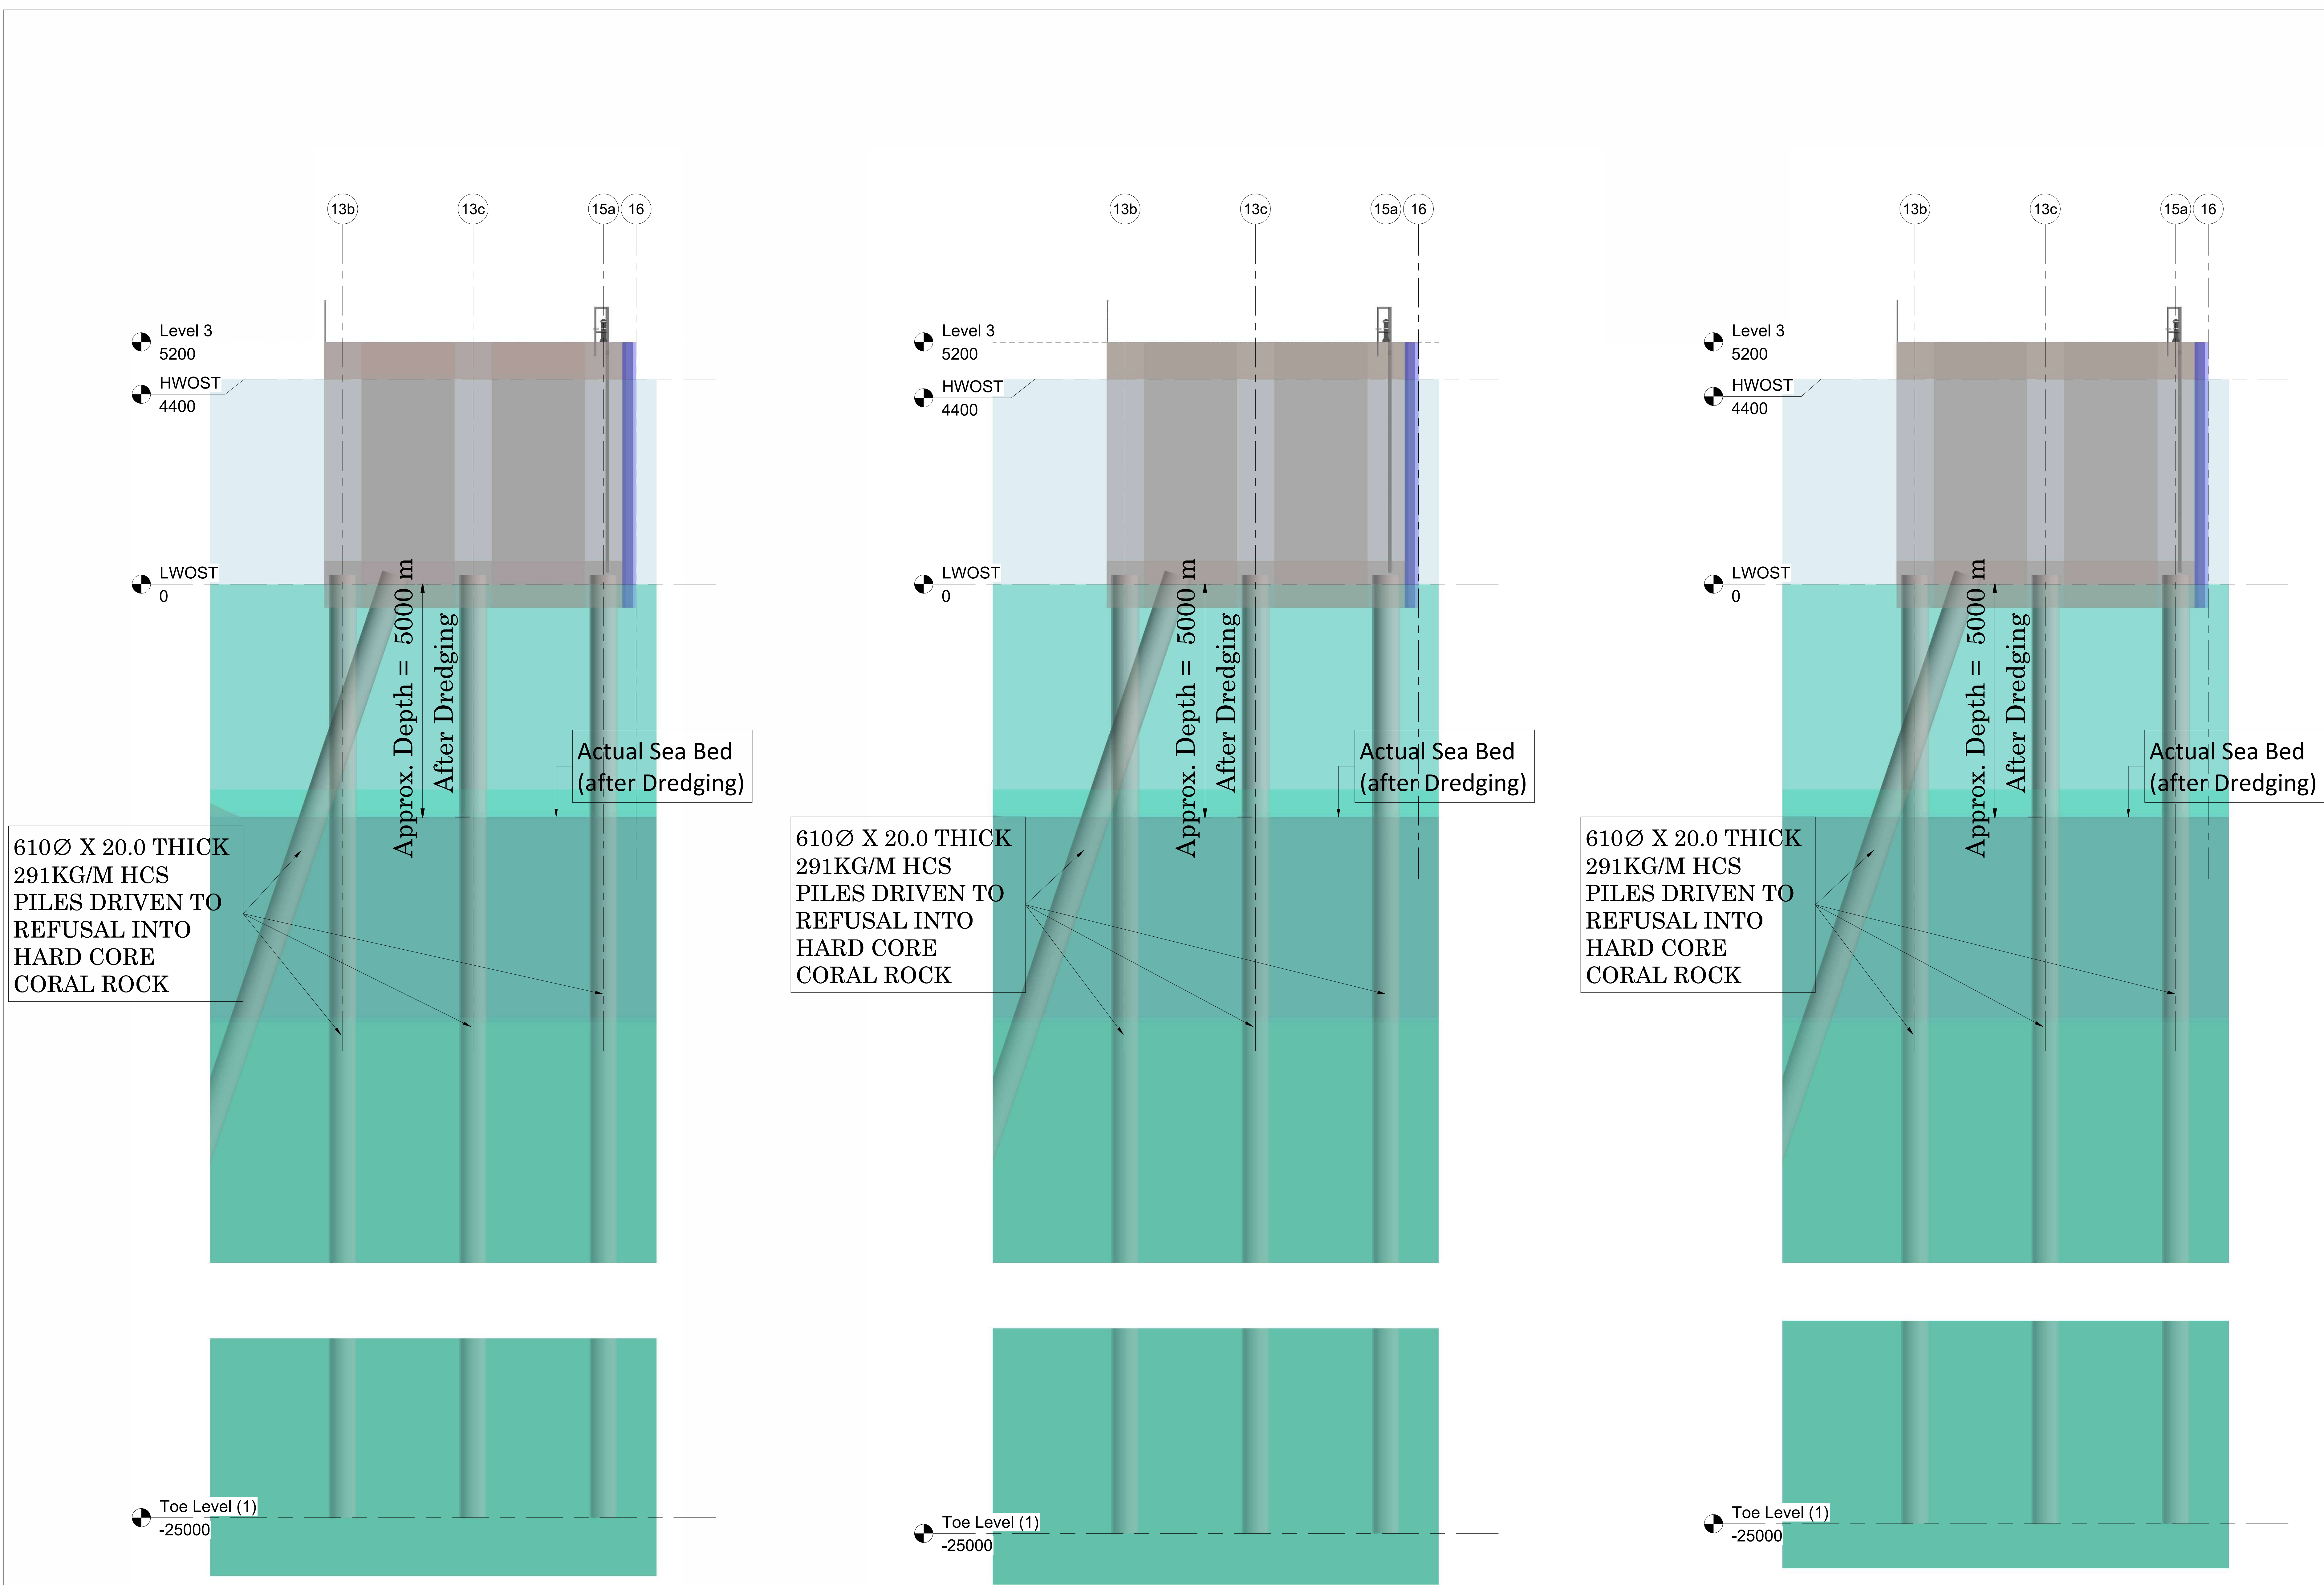 13b
13c
15a
16
Level 3
5200
HWOST
4400
LWOST
0
Approx. Depth = 5000 m
After Dredging
Actual Sea Bed
(after Dredging)
610Ø X 20.0 THICK
291KG/M HCS
PILES DRIVEN TO
REFUSAL INTO
HARD CORE
CORAL ROCK
Toe Level (1)
-25000
13b
13c
15a
16
Level 3
5200
HWOST
4400
LWOST
0
Approx. Depth = 5000 m
After Dredging
Actual Sea Bed
(after Dredging)
610Ø X 20.0 THICK
291KG/M HCS
PILES DRIVEN TO
REFUSAL INTO
HARD CORE
CORAL ROCK
Toe Level (1)
-25000
13b
13c
15a
16
Level 3
5200
HWOST
4400
LWOST
0
Approx. Depth = 5000 m
After Dredging
Actual Sea Bed
(after Dredging)
610Ø X 20.0 THICK
291KG/M HCS
PILES DRIVEN TO
REFUSAL INTO
HARD CORE
CORAL ROCK
Toe Level (1)
-25000